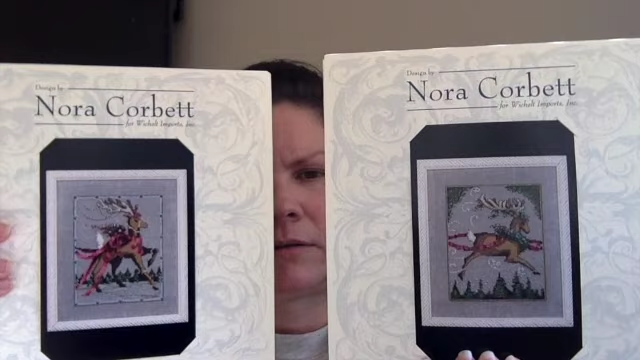 Design by:
Nora Corbett
for Wichelt Imports, Inc.
Design by:
Nora Corbett
for Wichelt Imports, Inc.